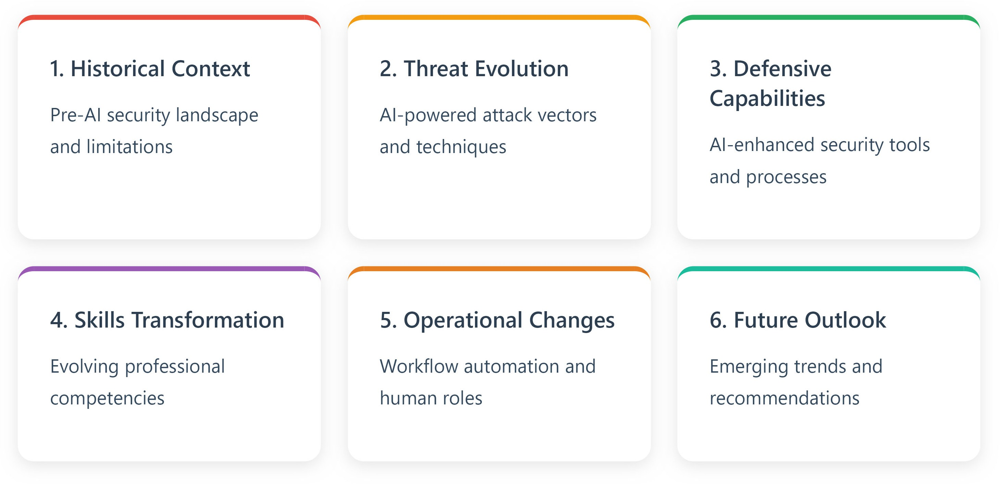 1. Historical Context
Pre-AI security landscape
and limitations
2. Threat Evolution
AI-powered attack vectors
and techniques
3. Defensive
Capabilities
AI-enhanced security tools
and processes
4. Skills Transformation
Evolving professional
competencies
5. Operational Changes
Workflow automation and
human roles
6. Future Outlook
Emerging trends and
recommendations